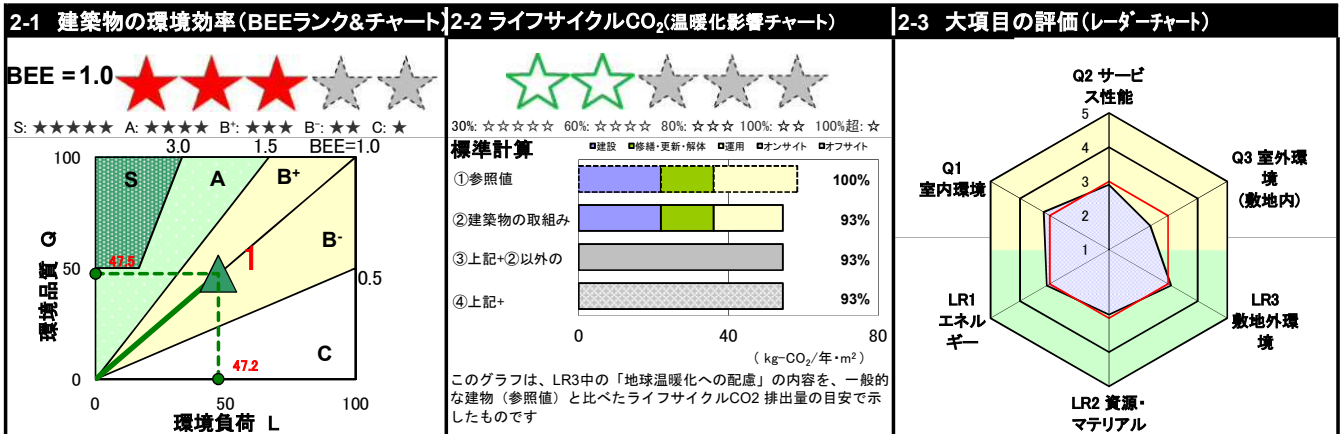 2-1 建築物の環境効率(BEEランク&チャート)
BEE = 1.0
S: ★★★★★ A: ★★★★ B⁺: ★★★ B⁻: ★★ C: ★
3.0
1.5
BEE=1.0
100
S
A
B⁺
B⁻
0.5
C
50
47.5
1
47.2
0
環境品質 Q
0
50
100
環境負荷 L
2-2 ライフサイクルCO₂(温暖化影響チャート)
30%: ☆☆☆☆☆ 60%: ☆☆☆☆ 80%: ☆☆☆ 100%: ☆☆ 100%超: ☆
標準計算
建設 修繕・更新・解体 運用 オンサイト オフサイト
①参照値
100%
②建築物の取組み
93%
③上記+②以外の
93%
④上記+
93%
0
40
80
( kg-CO₂/年・m²)
このグラフは、LR3中の「地球温暖化への配慮」の内容を、一般的
な建物(参照値)と比べたライフサイクルCO2 排出量の目安で示
したものです
2-3 大項目の評価(レーダーチャート)
Q2 サービ
ス性能
5
4
3
2
1
Q1
室内環境
Q3 室外環
境
(敷地内)
LR1
エネル
ギー
LR3
敷地外環
境
LR2 資源・
マテリアル